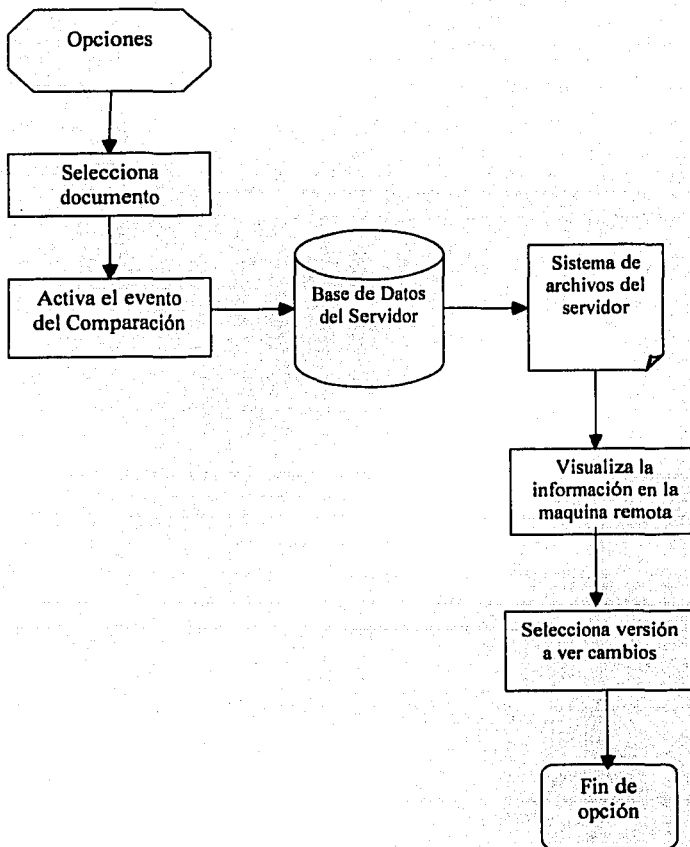 Opciones
Selecciona
documento
Activa el evento
del Comparación
Base de Datos
del Servidor
Sistema de
archivos del
servidor
Visualiza la
información en la
maquina remota
Selecciona versión
a ver cambios
Fin de
opción